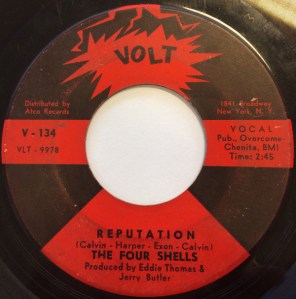 VOLT
Distributed by
Atco Records
1841 Broadway
New York, N. Y.
V - 134
VLT - 9978
VOCAL
Pub., Overcome-
Chenita, BMI
Time: 2:45
REPUTATION
(Calvin - Harper - Exon - Calvin)
THE FOUR SHELLS
Produced by Eddie Thomas &
Jerry Butler